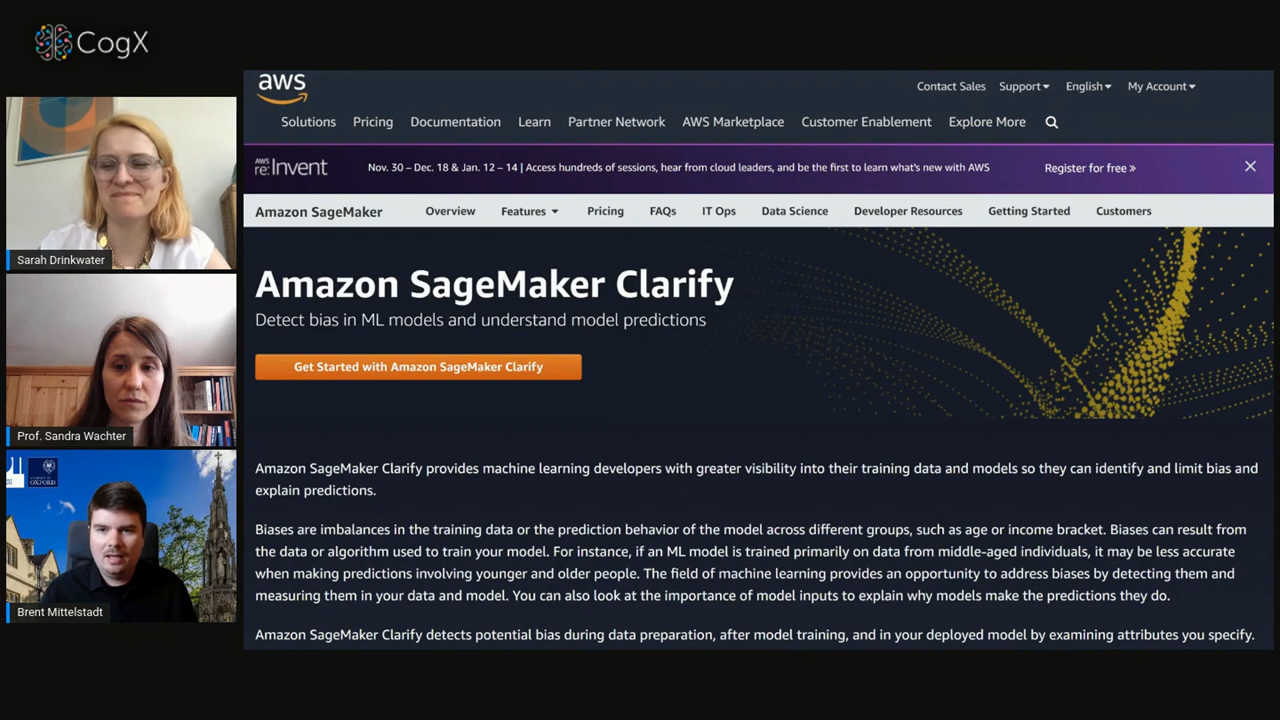 CogX
aws
Contact Sales Support English My Account
Solutions Pricing Documentation Learn Partner Network AWS Marketplace Customer Enablement Explore More
AWS
re:Invent
Nov. 30 – Dec. 18 & Jan. 12 – 14 | Access hundreds of sessions, hear from cloud leaders, and be the first to learn what's new with AWS
Register for free »
Amazon SageMaker Overview Features Pricing FAQs IT Ops Data Science Developer Resources Getting Started Customers
Amazon SageMaker Clarify
Detect bias in ML models and understand model predictions
Get Started with Amazon SageMaker Clarify
Amazon SageMaker Clarify provides machine learning developers with greater visibility into their training data and models so they can identify and limit bias and
explain predictions.
Biases are imbalances in the training data or the prediction behavior of the model across different groups, such as age or income bracket. Biases can result from
the data or algorithm used to train your model. For instance, if an ML model is trained primarily on data from middle-aged individuals, it may be less accurate
when making predictions involving younger and older people. The field of machine learning provides an opportunity to address biases by detecting them and
measuring them in your data and model. You can also look at the importance of model inputs to explain why models make the predictions they do.
Amazon SageMaker Clarify detects potential bias during data preparation, after model training, and in your deployed model by examining attributes you specify.
Sarah Drinkwater
Prof. Sandra Wachter
OXFORD
Brent Mittelstadt